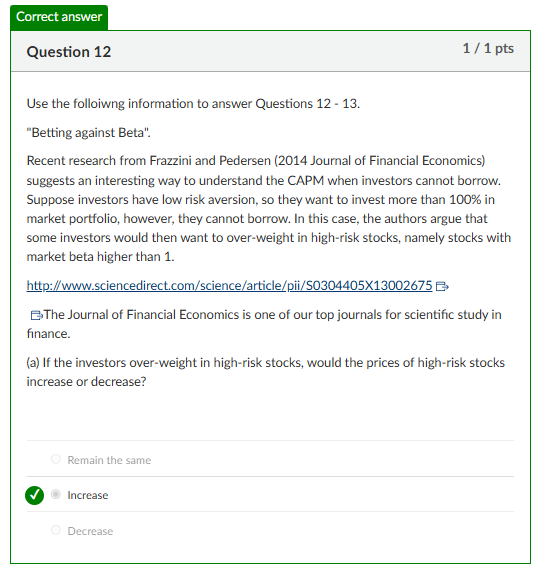 Correct answer
Question 12
1 / 1 pts
Use the folloiwng information to answer Questions 12 - 13.
"Betting against Beta".
Recent research from Frazzini and Pedersen (2014 Journal of Financial Economics)
suggests an interesting way to understand the CAPM when investors cannot borrow.
Suppose investors have low risk aversion, so they want to invest more than 100% in
market portfolio, however, they cannot borrow. In this case, the authors argue that
some investors would then want to over-weight in high-risk stocks, namely stocks with
market beta higher than 1.
http://www.sciencedirect.com/science/article/pii/S0304405X13002675
The Journal of Financial Economics is one of our top journals for scientific study in
finance.
(a) If the investors over-weight in high-risk stocks, would the prices of high-risk stocks
increase or decrease?
Remain the same
Increase
Decrease